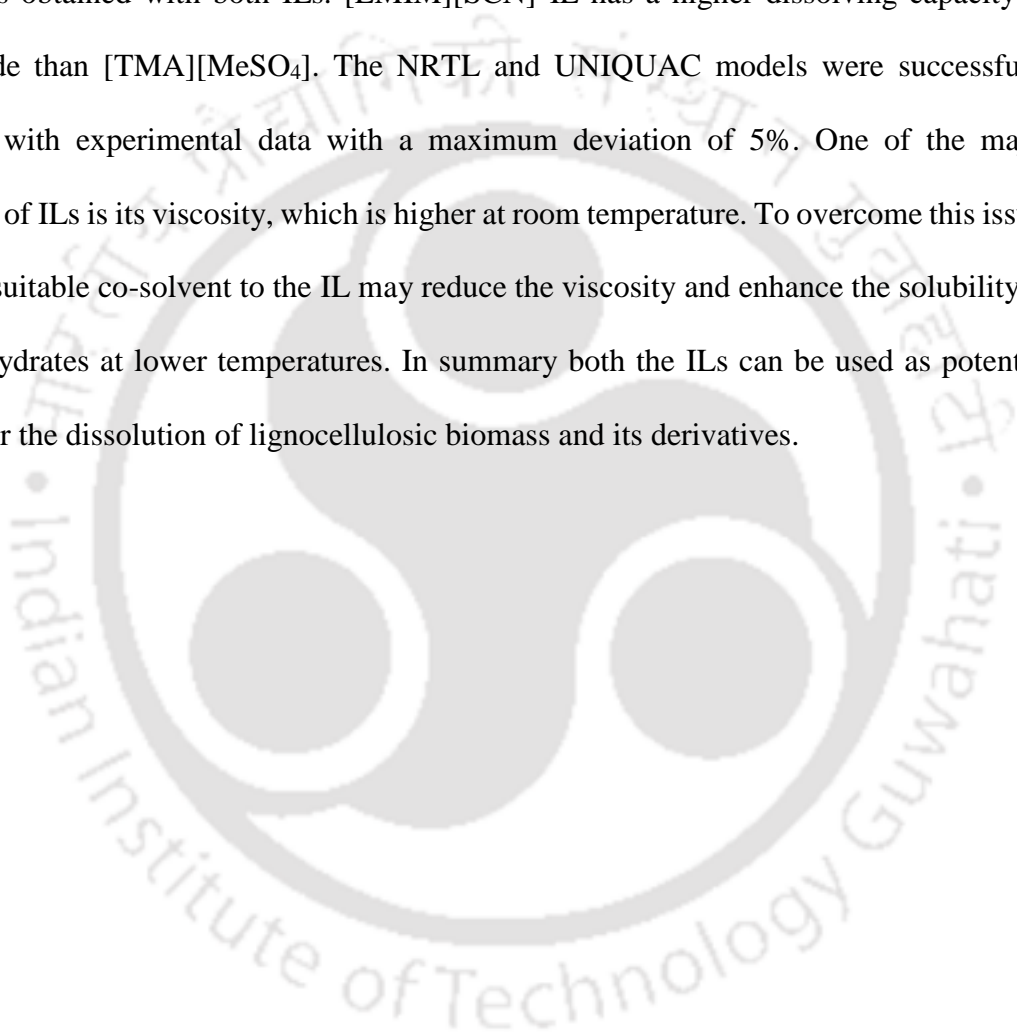 s obtained with both ILs. [EMIM][SCN] IL has a higher dissolving capacity
de than [TMA][MeSO₄]. The NRTL and UNIQUAC models were successfu
with experimental data with a maximum deviation of 5%. One of the ma
of ILs is its viscosity, which is higher at room temperature. To overcome this iss
suitable co-solvent to the IL may reduce the viscosity and enhance the solubility
ydrates at lower temperatures. In summary both the ILs can be used as potent
r the dissolution of lignocellulosic biomass and its derivatives.
Indian Institute of Technology Guwahati